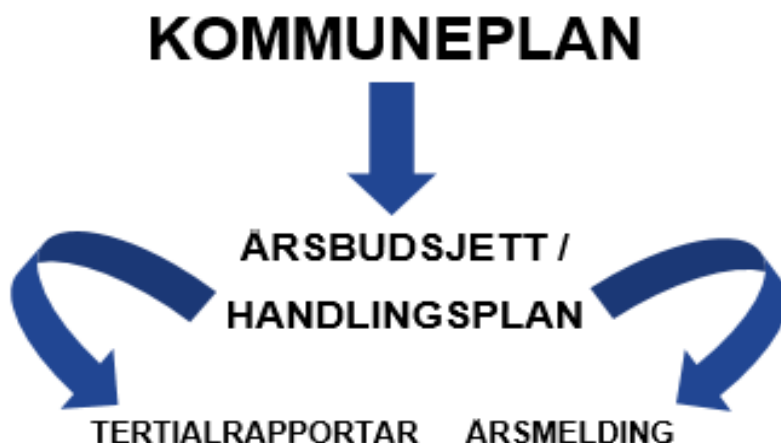 KOMMUNEPLAN
ÅRSBUDSJETT /
HANDLINGSPLAN
TERTIALRAPPORTAR ÅRSMELDING